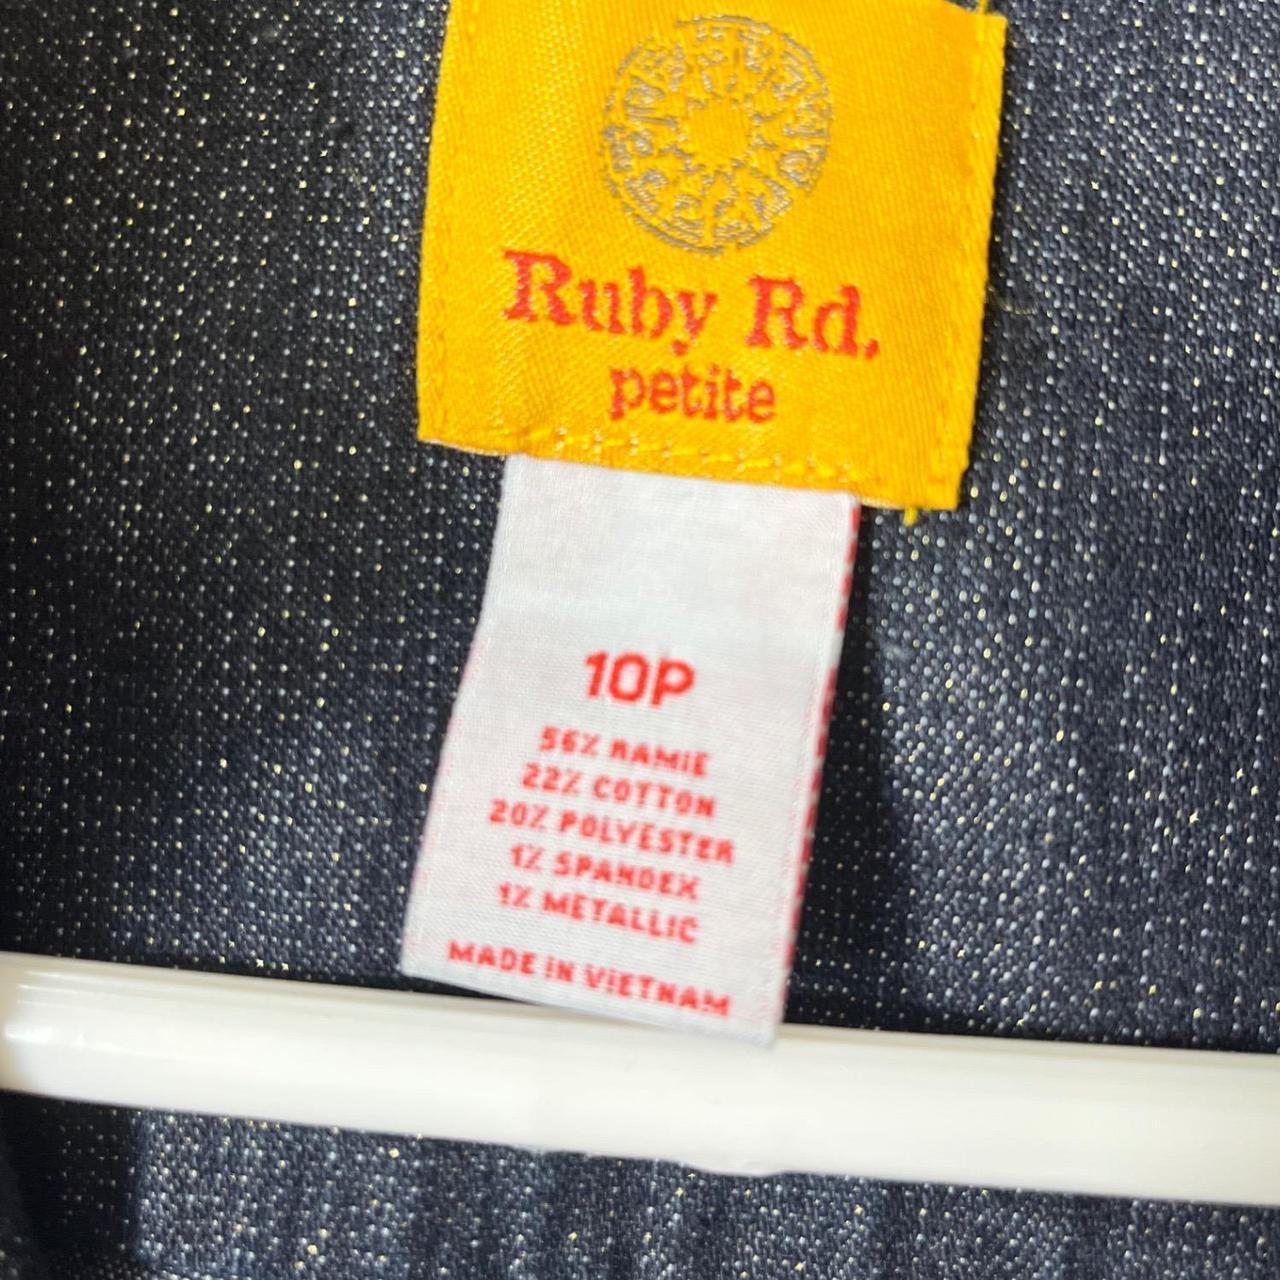 Ruby Rd.
petite
10P
56% RAMIE
22% COTTON
20% POLYESTER
1% SPANDEX
1% METALLIC
MADE IN VIETNAM